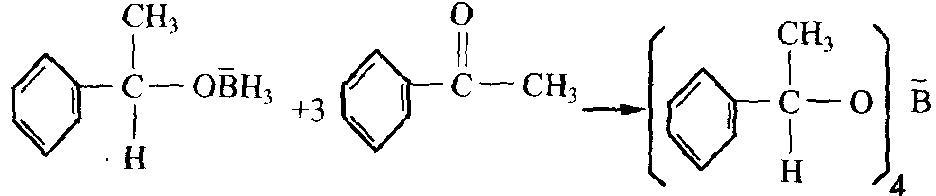 CH₃ O CH₃
C—OB̄H₃ +3 C—CH₃ C—O B̄
H H 4